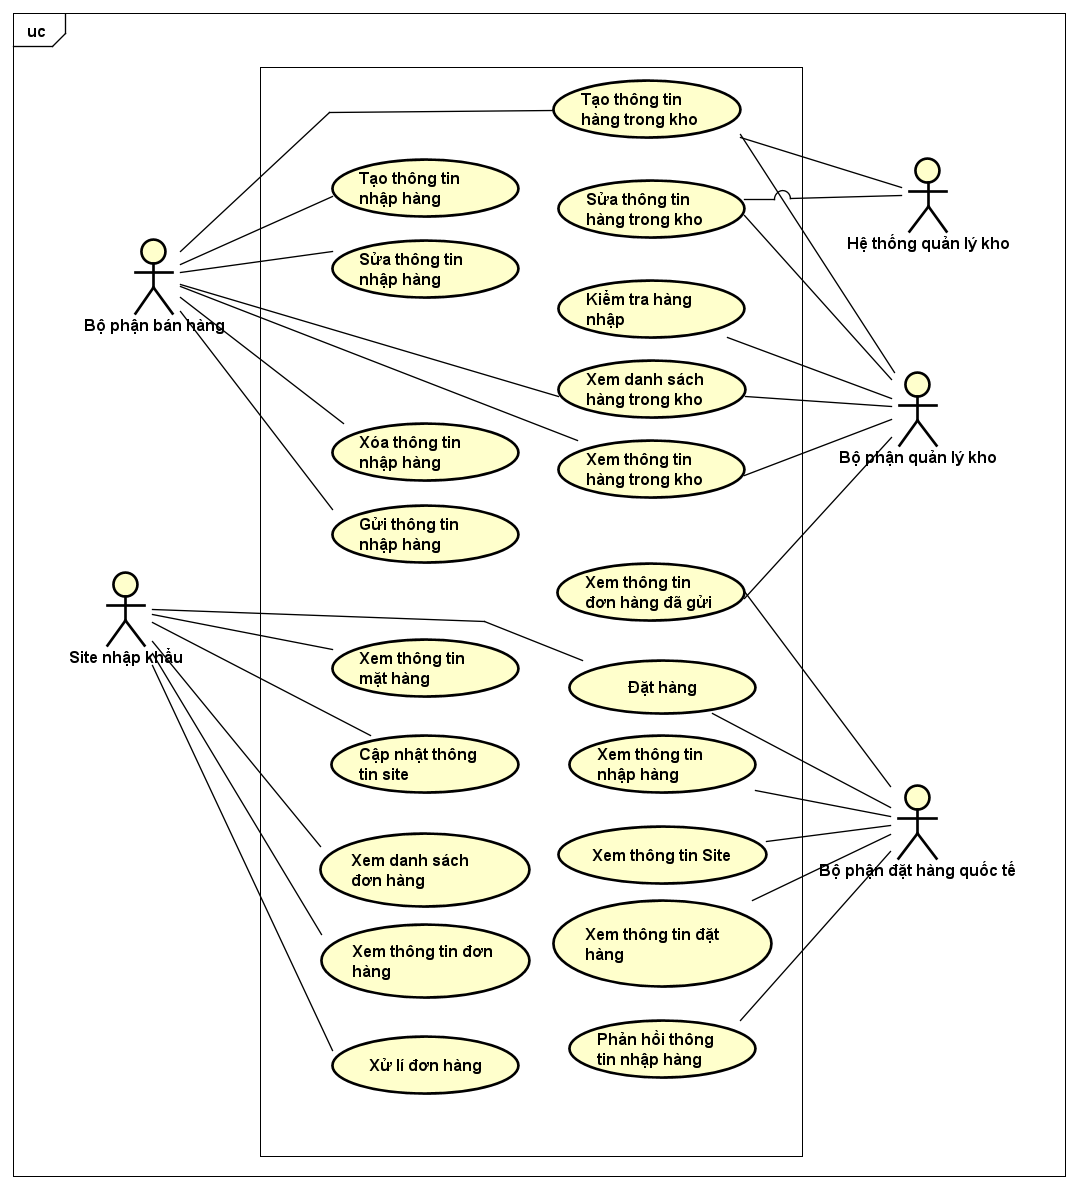 uc
Tạo thông tin
hàng trong kho
Tạo thông tin
nhập hàng
Sửa thông tin
hàng trong kho
Hệ thống quản lý kho
Sửa thông tin
nhập hàng
Bộ phận bán hàng
Kiểm tra hàng
nhập
Xem danh sách
hàng trong kho
Bộ phận quản lý kho
Xóa thông tin
nhập hàng
Xem thông tin
hàng trong kho
Gửi thông tin
nhập hàng
Xem thông tin
đơn hàng đã gửi
Site nhập khẩu
Xem thông tin
mặt hàng
Đặt hàng
Cập nhật thông
tin site
Xem thông tin
nhập hàng
Xem danh sách
đơn hàng
Xem thông tin Site
Bộ phận đặt hàng quốc tế
Xem thông tin đơn
hàng
Xem thông tin đặt
hàng
Xử lí đơn hàng
Phản hồi thông
tin nhập hàng